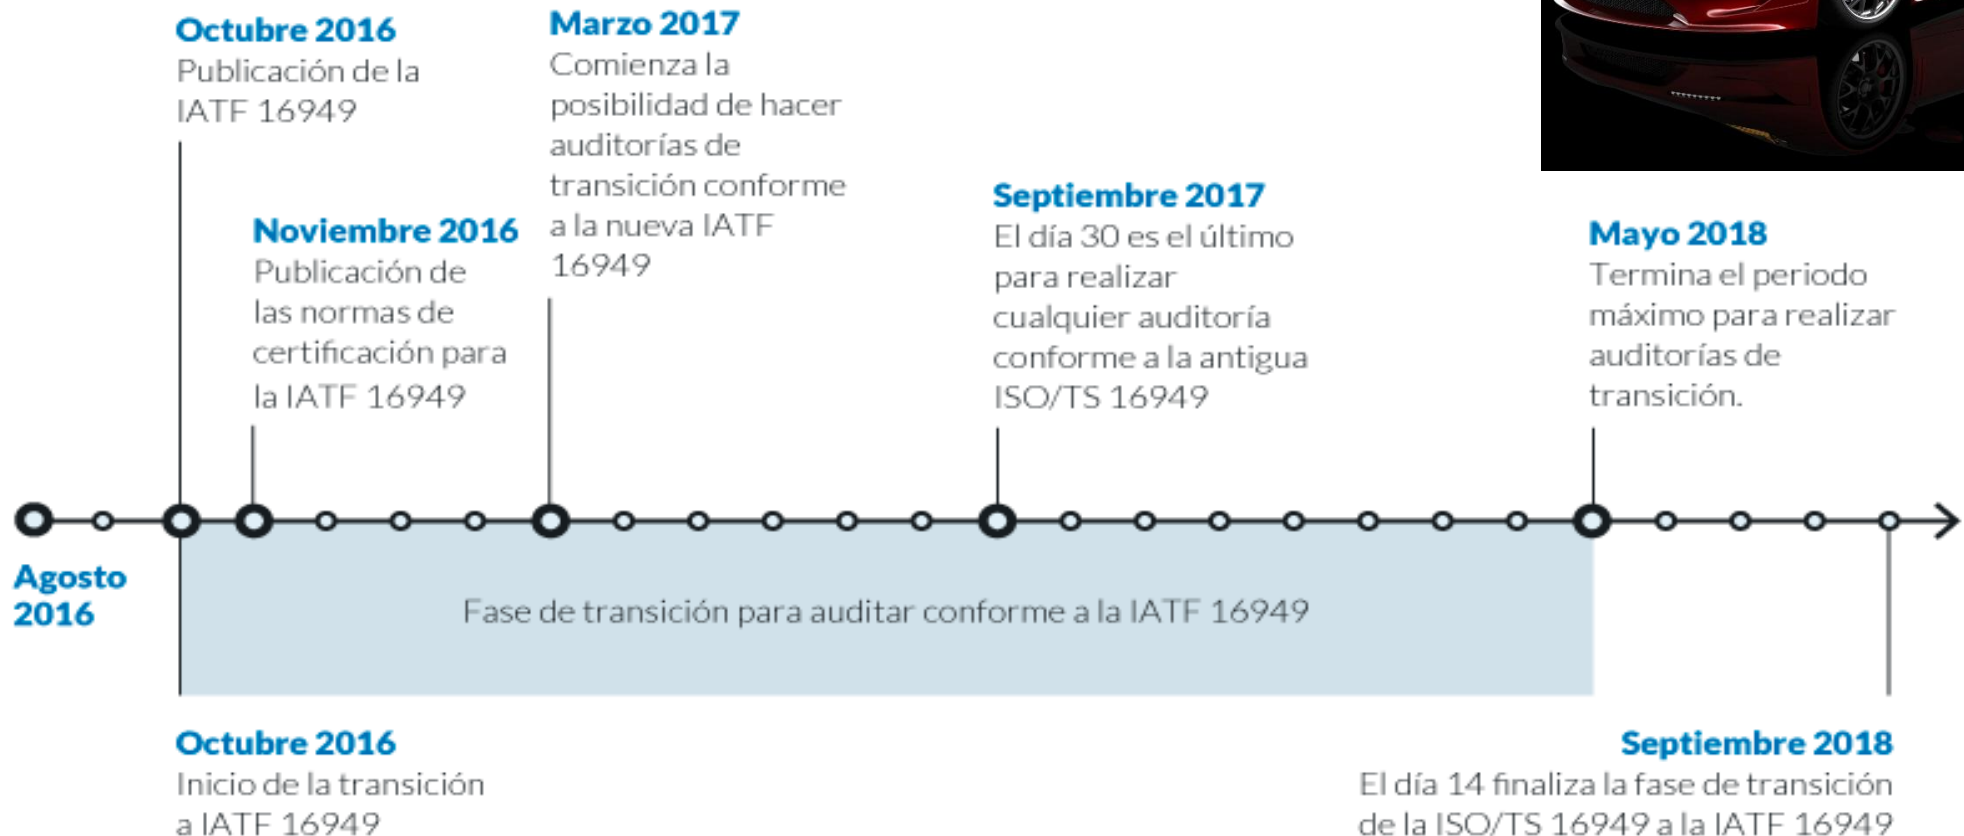 Octubre 2016
Publicación de la
IATF 16949
Noviembre 2016
Publicación de
las normas de
certificación para
la IATF 16949
Marzo 2017
Comienza la
posibilidad de hacer
auditorías de
transición conforme
a la nueva IATF
16949
Septiembre 2017
El día 30 es el último
para realizar
cualquier auditoría
conforme a la antigua
ISO/TS 16949
Mayo 2018
Termina el periodo
máximo para realizar
auditorías de
transición.
Agosto
2016
Fase de transición para auditar conforme a la IATF 16949
Octubre 2016
Inicio de la transición
a IATF 16949
Septiembre 2018
El día 14 finaliza la fase de transición
de la ISO/TS 16949 a la IATF 16949